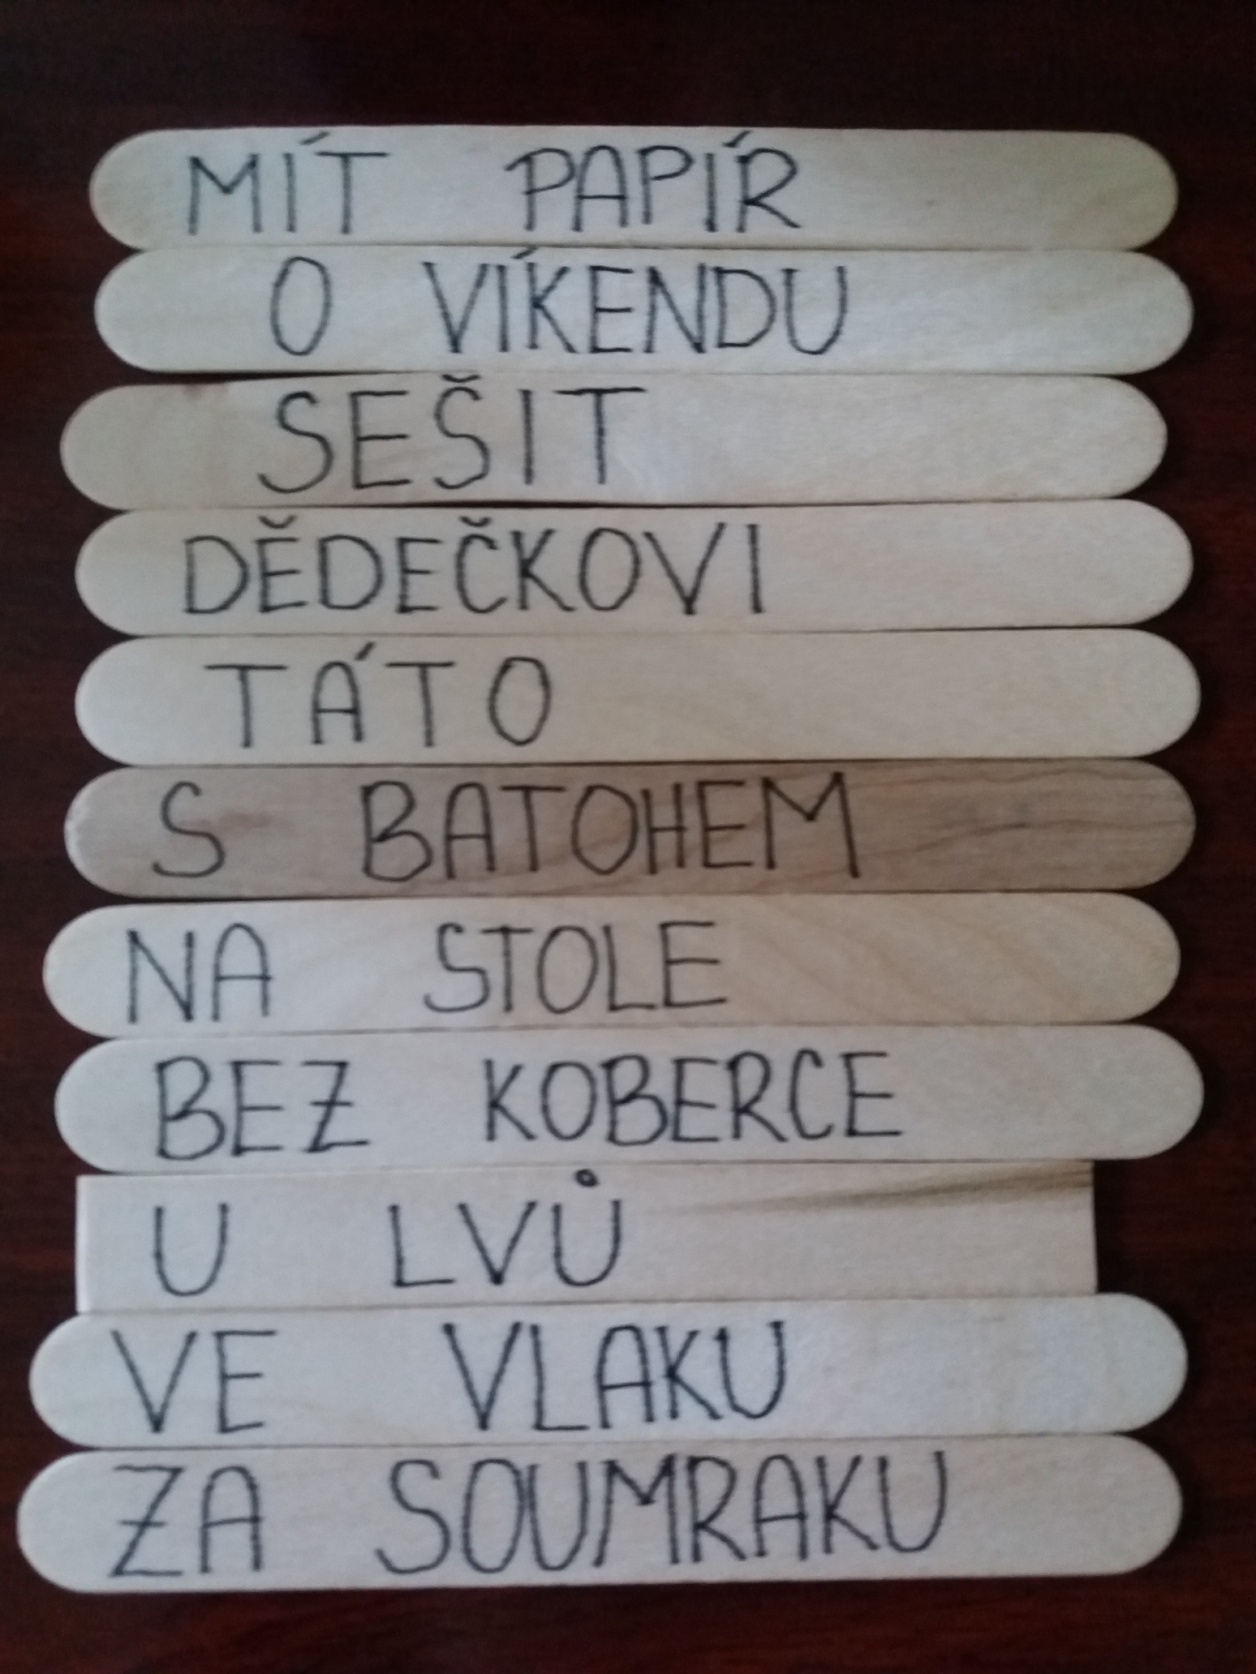 MÍT PAPÍR
O VÍKENDU
SEŠIT
DĚDEČKOVI
TÁTO
S BATOHEM
NA STOLE
BEZ KOBERCE
U LVŮ
VE VLAKU
ZA SOUMRAKU